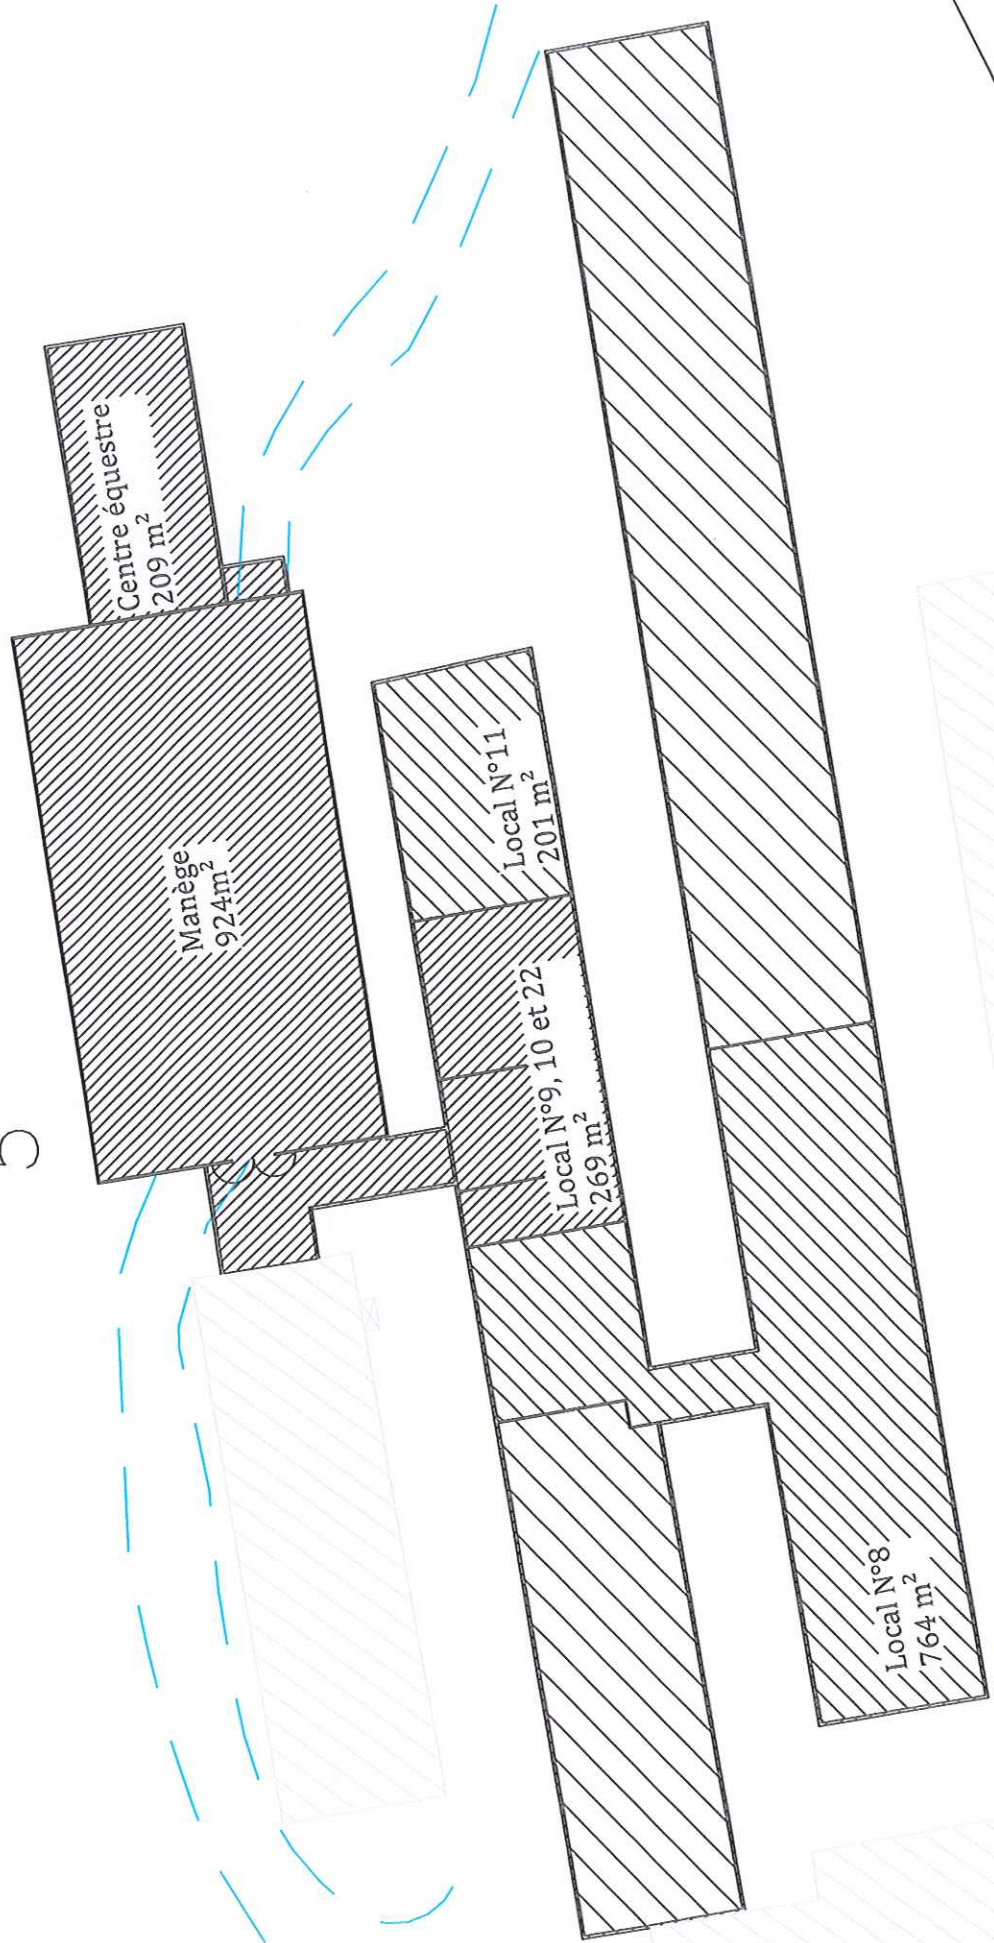 Centre équestre
209 m²
Manège
924m²
Local N°11
201 m²
Local N°9, 10 et 22
269 m²
Local N°8
764 m²